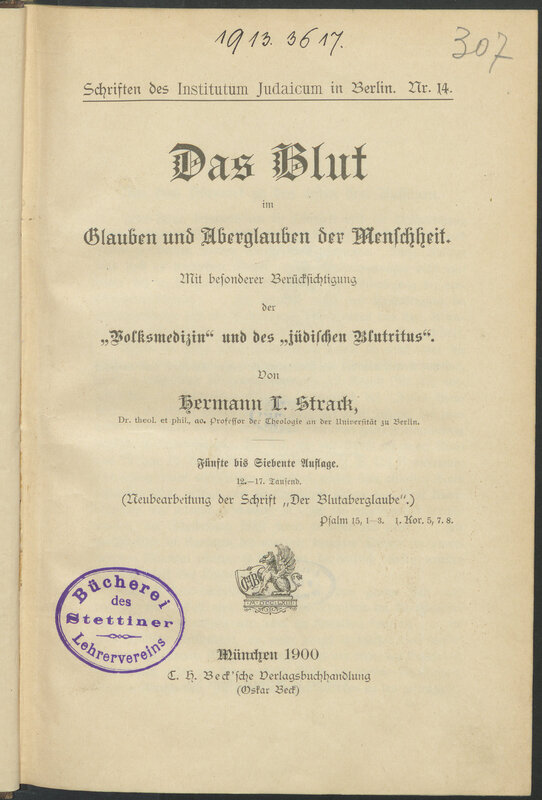 1913. 3617.
307
Schriften des Institutum Judaicum in Berlin. Nr. 14.
Das Blut
im
Glauben und Aberglauben der Menschheit.
Mit besonderer Berücksichtigung
der
„Volksmedizin“ und des „jüdischen Blutritus“.
Von
Hermann L. Strack,
Dr. theol. et phil., ao. Professor der Theologie an der Universität zu Berlin.
Fünfte bis Siebente Auflage.
12.—17. Tausend.
(Neubearbeitung der Schrift „Der Blutaberglaube“.)
Psalm 15, 1—3. 1. Kor. 5, 7. 8.
CHB
Bücherei
des
Stettiner
Lehrervereins
München 1900
C. H. Beck'sche Verlagsbuchhandlung
(Oskar Beck)